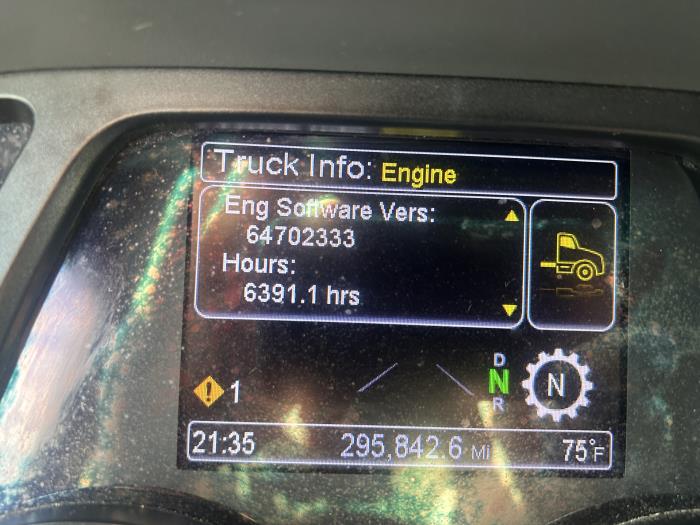 Truck Info: Engine
Eng Software Vers:
64702333
Hours:
6391.1 hrs
D
N
R
N
1
21:35 295,842.6 Mi 75°F